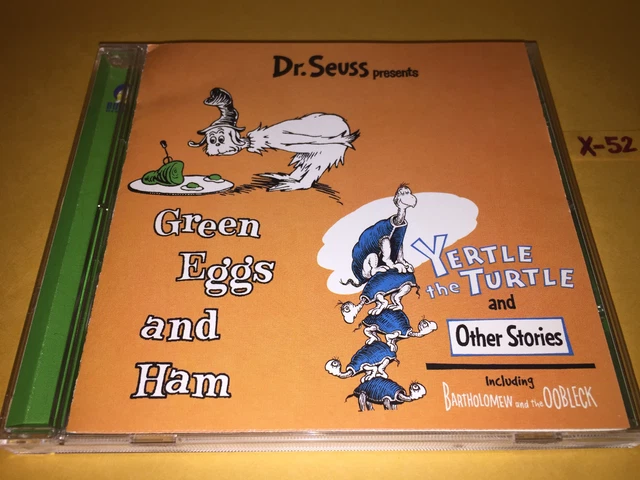 Dr. Seuss presents
Green
Eggs
and
Ham
YERTLE
the TURTLE
and
Other Stories
Including
BARTHOLOMEW and the OOBLECK
X-52